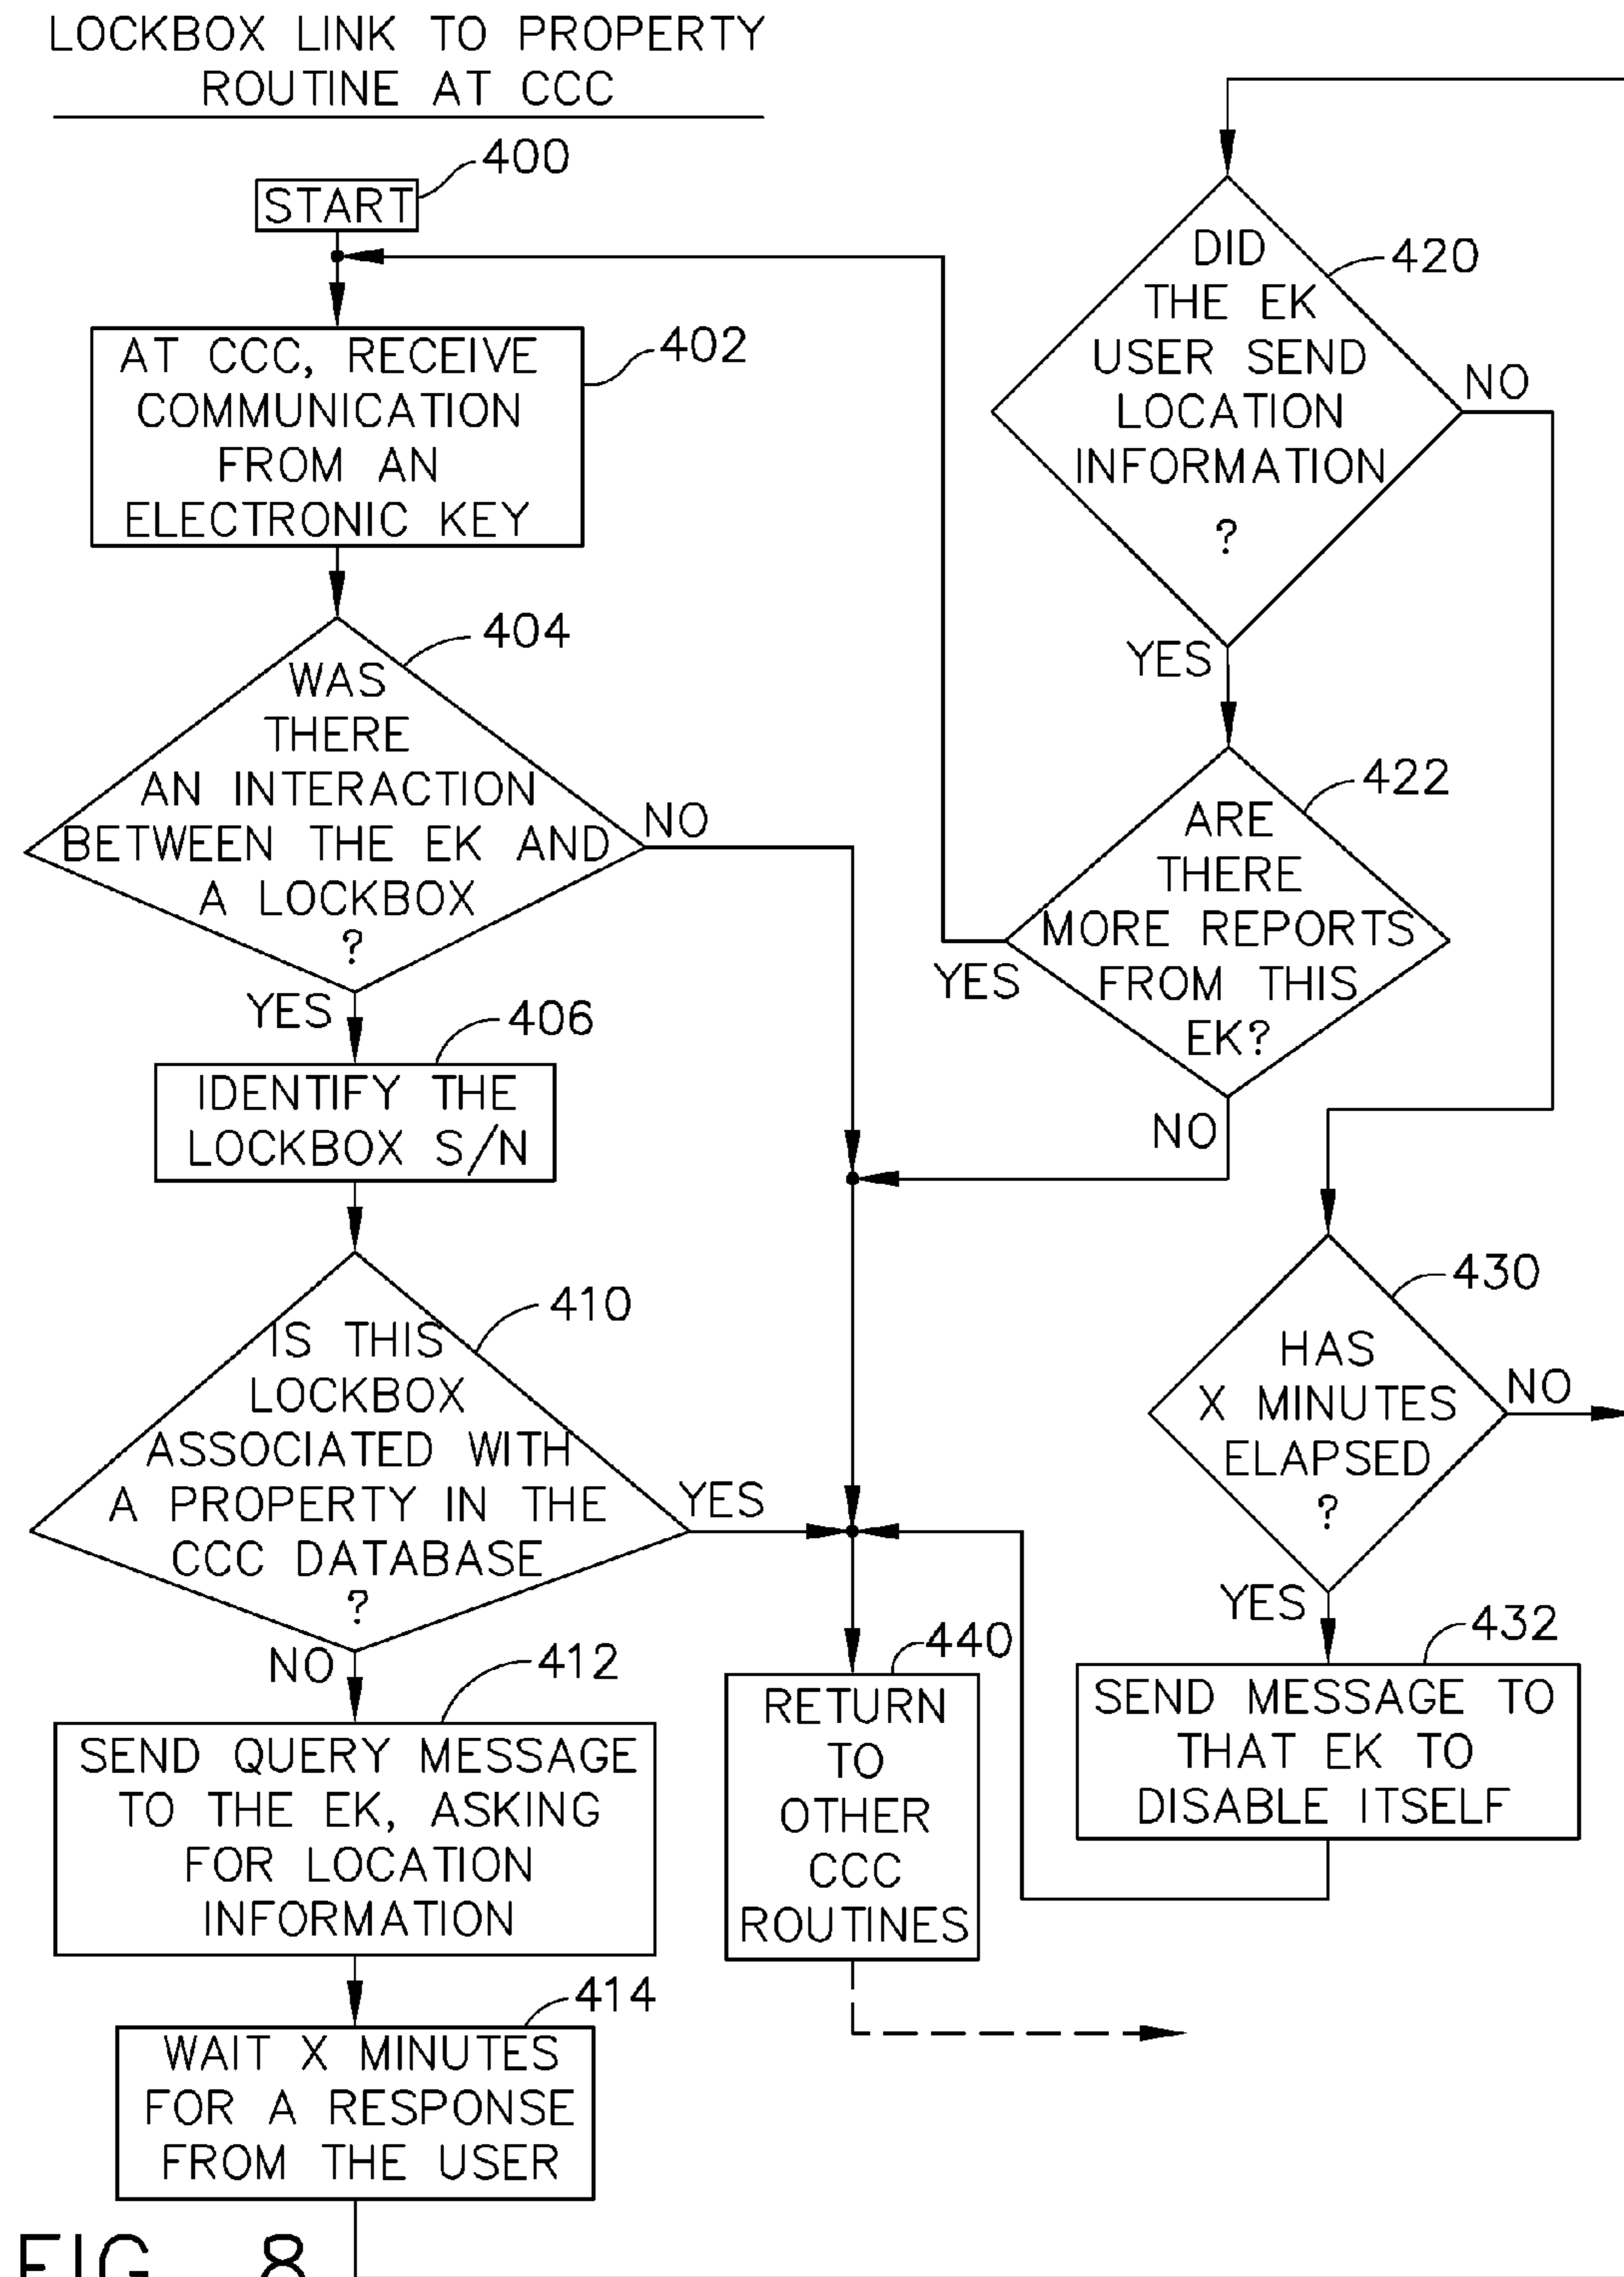 LOCKBOX LINK TO PROPERTY
ROUTINE AT CCC
400
START
402
AT CCC, RECEIVE
COMMUNICATION
FROM AN
ELECTRONIC KEY
404
WAS
THERE
AN INTERACTION
BETWEEN THE EK AND
A LOCKBOX
?
NO
YES
406
IDENTIFY THE
LOCKBOX S/N
410
IS THIS
LOCKBOX
ASSOCIATED WITH
A PROPERTY IN THE
CCC DATABASE
?
YES
NO
412
SEND QUERY MESSAGE
TO THE EK, ASKING
FOR LOCATION
INFORMATION
414
WAIT X MINUTES
FOR A RESPONSE
FROM THE USER
420
DID
THE EK
USER SEND
LOCATION
INFORMATION
?
NO
YES
422
ARE
THERE
MORE REPORTS
FROM THIS
EK?
YES
NO
430
HAS
X MINUTES
ELAPSED
?
NO
YES
432
SEND MESSAGE TO
THAT EK TO
DISABLE ITSELF
440
RETURN
TO
OTHER
CCC
ROUTINES
FIG. 8